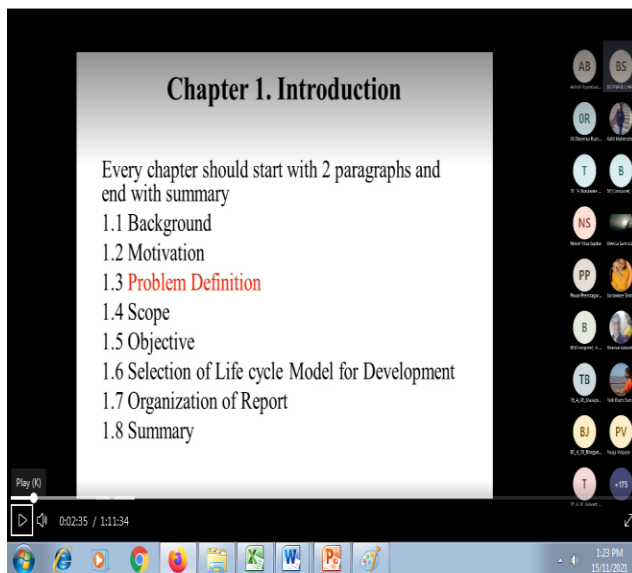 Chapter 1. Introduction
Every chapter should start with 2 paragraphs and
end with summary
1.1 Background
1.2 Motivation
1.3 Problem Definition
1.4 Scope
1.5 Objective
1.6 Selection of Life cycle Model for Development
1.7 Organization of Report
1.8 Summary
AB
BS
0R
T
B
NS
PP
B
TB
BJ
PV
T
+175
Play (K)
0:02:35 / 1:11:34
1:23 PM
15/11/2021